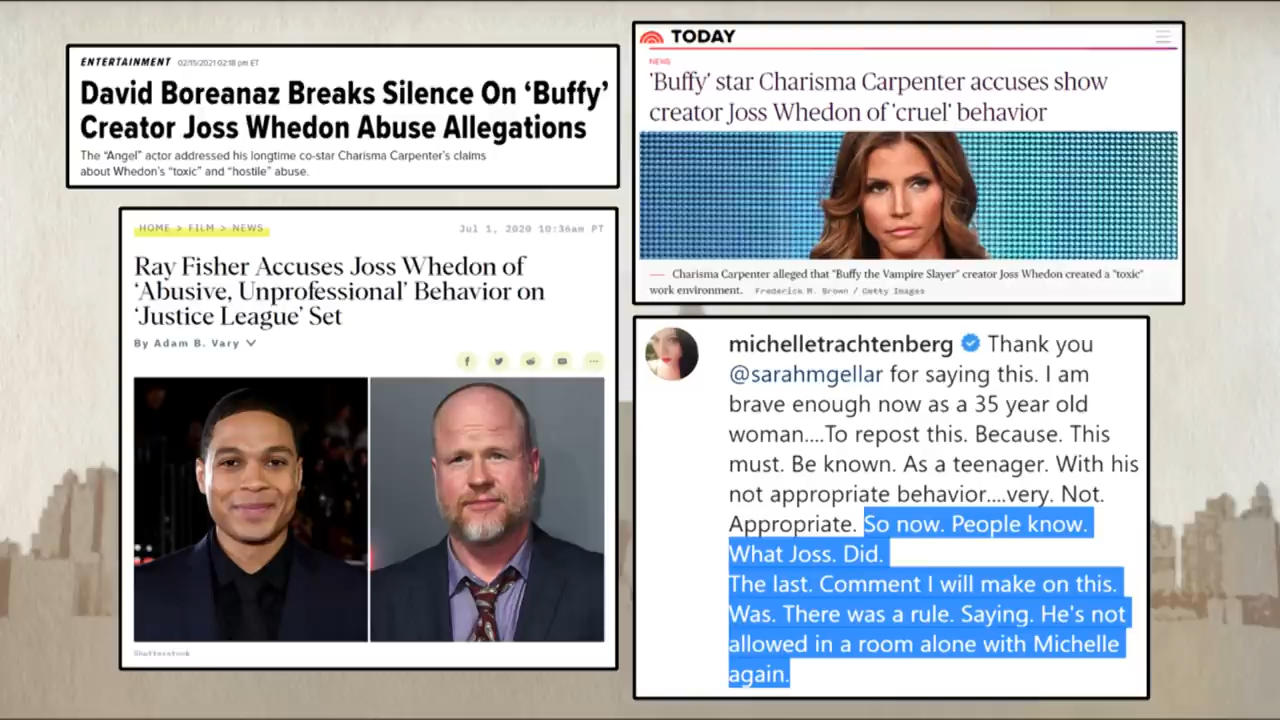 ENTERTAINMENT 02/15/2021 02:18 pm ET
David Boreanaz Breaks Silence On ‘Buffy’
Creator Joss Whedon Abuse Allegations
The “Angel” actor addressed his longtime co-star Charisma Carpenter’s claims
about Whedon’s “toxic” and “hostile” abuse.
HOME > FILM > NEWS Jul 1, 2020 10:36am PT
Ray Fisher Accuses Joss Whedon of
‘Abusive, Unprofessional’ Behavior on
‘Justice League’ Set
By Adam B. Vary
Shutterstock
TODAY
NEWS
'Buffy' star Charisma Carpenter accuses show
creator Joss Whedon of 'cruel' behavior
Charisma Carpenter alleged that "Buffy the Vampire Slayer" creator Joss Whedon created a "toxic"
work environment. Frederick M. Brown / Getty Images
michelletrachtenberg Thank you
@sarahmgellar for saying this. I am
brave enough now as a 35 year old
woman....To repost this. Because. This
must. Be known. As a teenager. With his
not appropriate behavior....very. Not.
Appropriate. So now. People know.
What Joss. Did.
The last. Comment I will make on this.
Was. There was a rule. Saying. He's not
allowed in a room alone with Michelle
again.